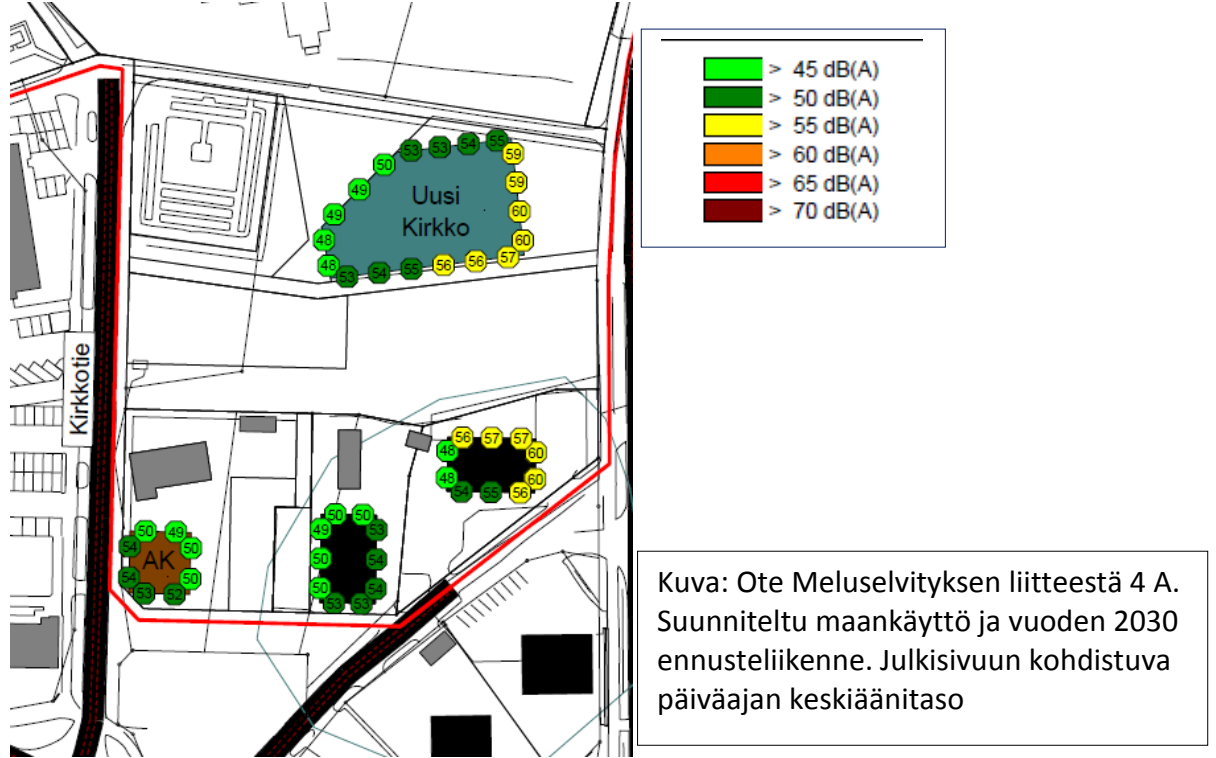 > 45 dB(A)
> 50 dB(A)
> 55 dB(A)
> 60 dB(A)
> 65 dB(A)
> 70 dB(A)
53 53 54 55
50 59
49 59
Uusi
49 60
Kirkko
48 60
48 56 56 57
53 54 55
Kirkkotie
56 57 57
48 60
48 60
54 55 56
50 50
49 53
50 54
50 54
53 53
50 49
54 50
AK
54 50
53 52
Kuva: Ote Meluselvityksen liitteestä 4 A.
Suunniteltu maankäyttö ja vuoden 2030
ennusteliikenne. Julkisivuun kohdistuva
päiväajan keskiäänitaso